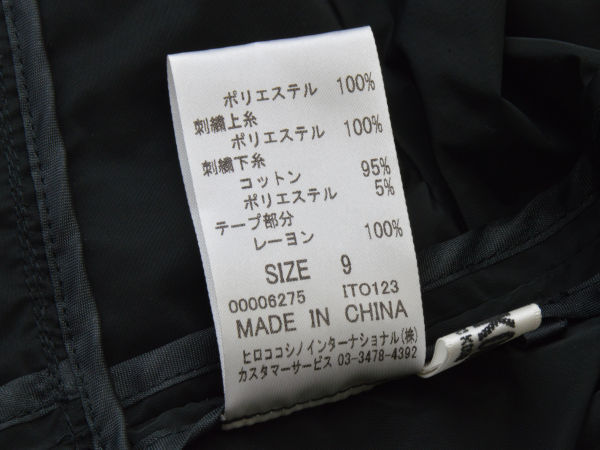 ポリエステル 100%
刺繍上糸
ポリエステル 100%
刺繍下糸
コットン 95%
ポリエステル 5%
テープ部分
レーヨン 100%
SIZE 9
00006275 ITO123
MADE IN CHINA
ヒロココシノインターナショナル(株)
カスタマーサービス 03-3478-4392